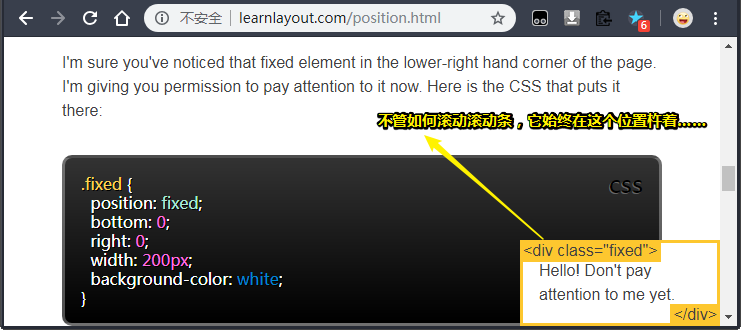 不安全
learnlayout.com/position.html
6
I'm sure you've noticed that fixed element in the lower-right hand corner of the page.
I'm giving you permission to pay attention to it now. Here is the CSS that puts it
there:
不管如何滚动滚动条，它始终在这个位置杵着......
CSS
.fixed {
position: fixed;
bottom: 0;
right: 0;
width: 200px;
background-color: white;
}
<div class="fixed">
Hello! Don't pay
attention to me yet.
</div>